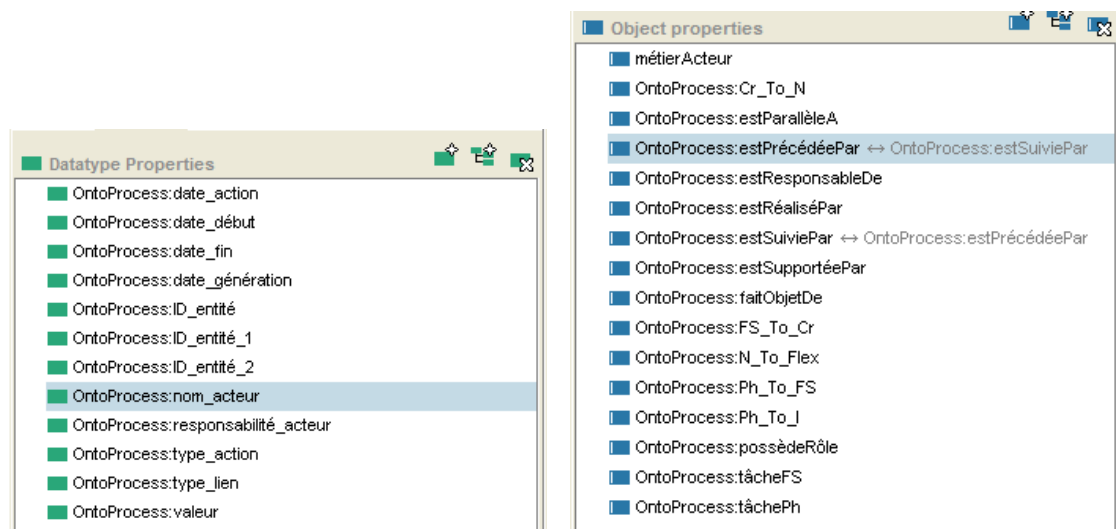 Datatype Properties
OntoProcess:date_action
OntoProcess:date_début
OntoProcess:date_fin
OntoProcess:date_génération
OntoProcess:ID_entité
OntoProcess:ID_entité_1
OntoProcess:ID_entité_2
OntoProcess:nom_acteur
OntoProcess:responsabilité_acteur
OntoProcess:type_action
OntoProcess:type_lien
OntoProcess:valeur
Object properties
métierActeur
OntoProcess:Cr_To_N
OntoProcess:estParallèleA
OntoProcess:estPrécédéePar ↔ OntoProcess:estSuiviePar
OntoProcess:estResponsableDe
OntoProcess:estRéaliséPar
OntoProcess:estSuiviePar ↔ OntoProcess:estPrécédéePar
OntoProcess:estSupportéePar
OntoProcess:faitObjetDe
OntoProcess:FS_To_Cr
OntoProcess:N_To_Flex
OntoProcess:Ph_To_FS
OntoProcess:Ph_To_I
OntoProcess:possèdeRôle
OntoProcess:tâcheFS
OntoProcess:tâchePh